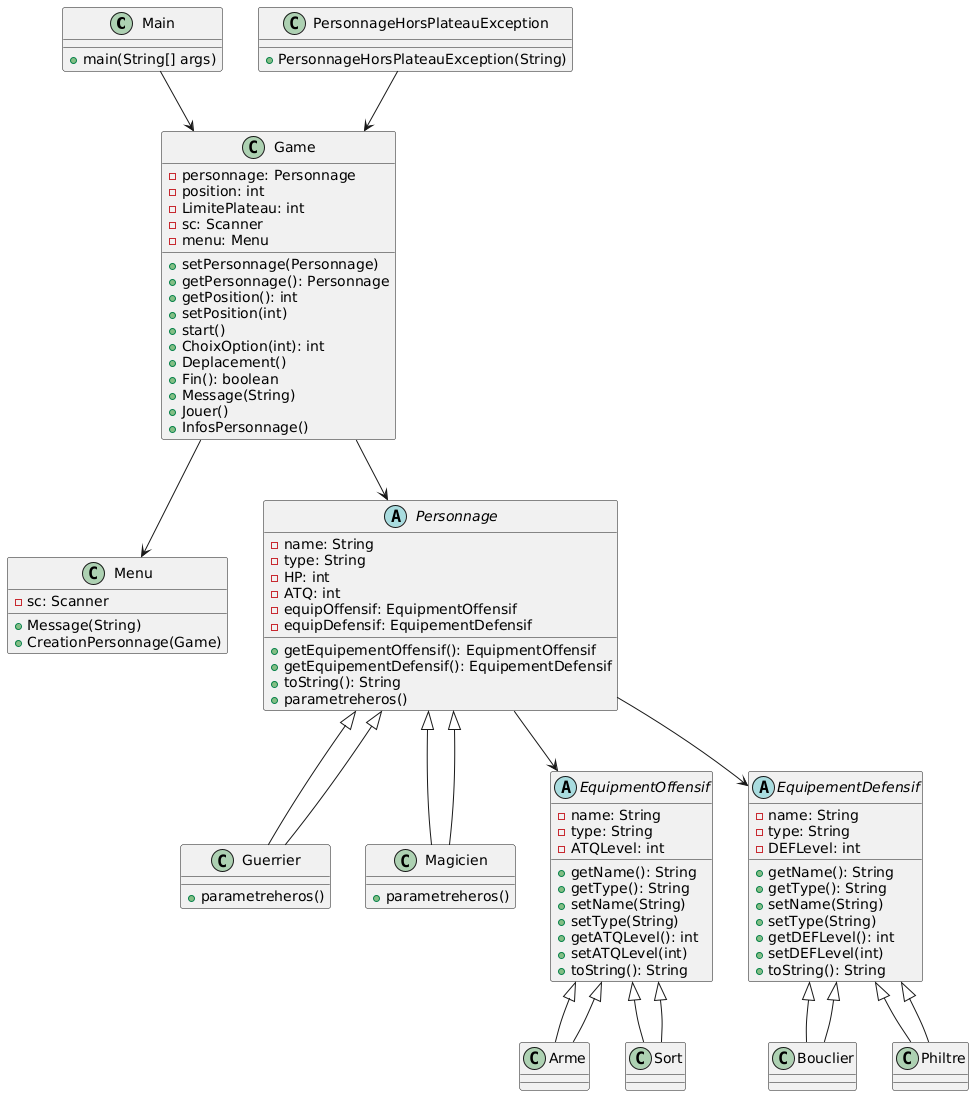 C Main
main(String[] args)
C PersonnageHorsPlateauException
PersonnageHorsPlateauException(String)
C Game
personnage: Personnage
position: int
LimitePlateau: int
sc: Scanner
menu: Menu
setPersonnage(Personnage)
getPersonnage(): Personnage
getPosition(): int
setPosition(int)
start()
ChoixOption(int): int
Deplacement()
Fin(): boolean
Message(String)
Jouer()
InfosPersonnage()
C Menu
sc: Scanner
Message(String)
CreationPersonnage(Game)
A Personnage
name: String
type: String
HP: int
ATQ: int
equipOffensif: EquipmentOffensif
equipDefensif: EquipementDefensif
getEquipementOffensif(): EquipmentOffensif
getEquipementDefensif(): EquipementDefensif
toString(): String
parametreheros()
C Guerrier
parametreheros()
C Magicien
parametreheros()
A EquipmentOffensif
name: String
type: String
ATQLevel: int
getName(): String
getType(): String
setName(String)
setType(String)
getATQLevel(): int
setATQLevel(int)
toString(): String
A EquipementDefensif
name: String
type: String
DEFLevel: int
getName(): String
getType(): String
setName(String)
setType(String)
getDEFLevel(): int
setDEFLevel(int)
toString(): String
C Arme
C Sort
C Bouclier
C Philtre